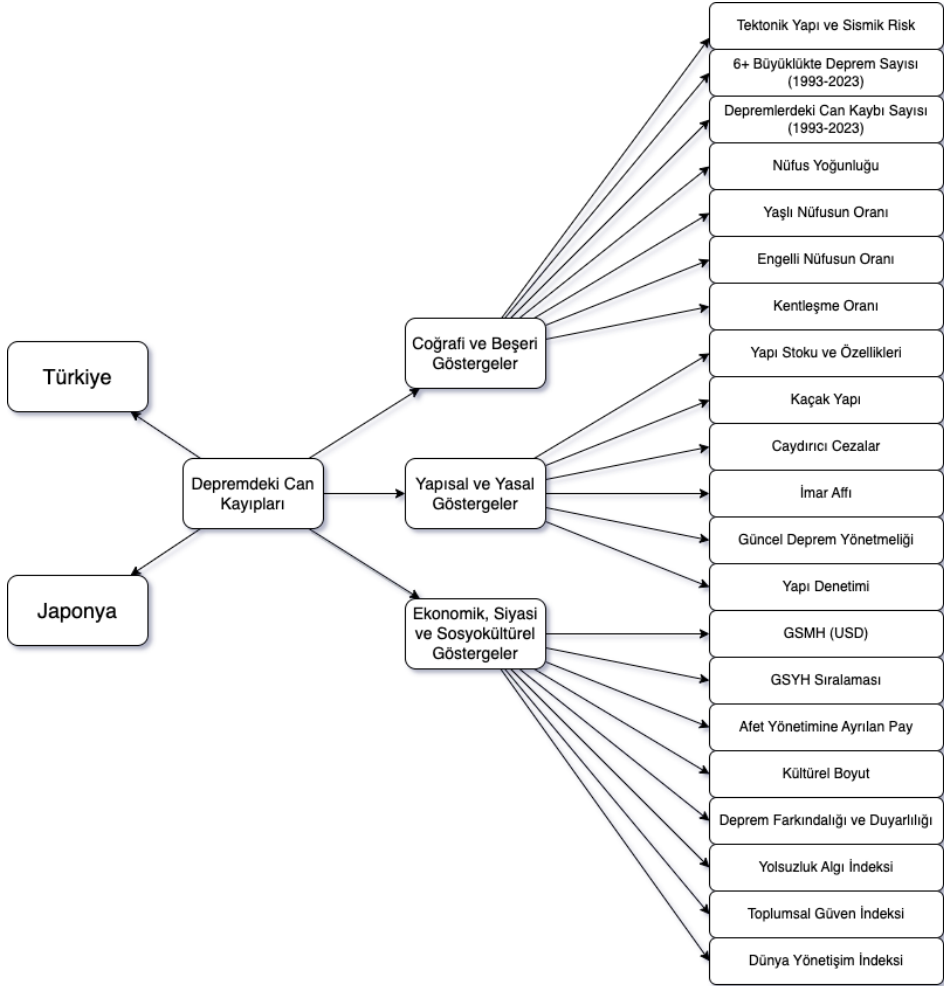 Türkiye
Japonya
Depremdeki Can
Kayıpları
Coğrafi ve Beşeri
Göstergeler
Yapısal ve Yasal
Göstergeler
Ekonomik, Siyasi
ve Sosyokültürel
Göstergeler
Tektonik Yapı ve Sismik Risk
6+ Büyüklükte Deprem Sayısı
(1993-2023)
Depremlerdeki Can Kaybı Sayısı
(1993-2023)
Nüfus Yoğunluğu
Yaşlı Nüfusun Oranı
Engelli Nüfusun Oranı
Kentleşme Oranı
Yapı Stoku ve Özellikleri
Kaçak Yapı
Caydırıcı Cezalar
İmar Affı
Güncel Deprem Yönetmeliği
Yapı Denetimi
GSMH (USD)
GSYH Sıralaması
Afet Yönetimine Ayrılan Pay
Kültürel Boyut
Deprem Farkındalığı ve Duyarlılığı
Yolsuzluk Algı İndeksi
Toplumsal Güven İndeksi
Dünya Yönetişim İndeksi